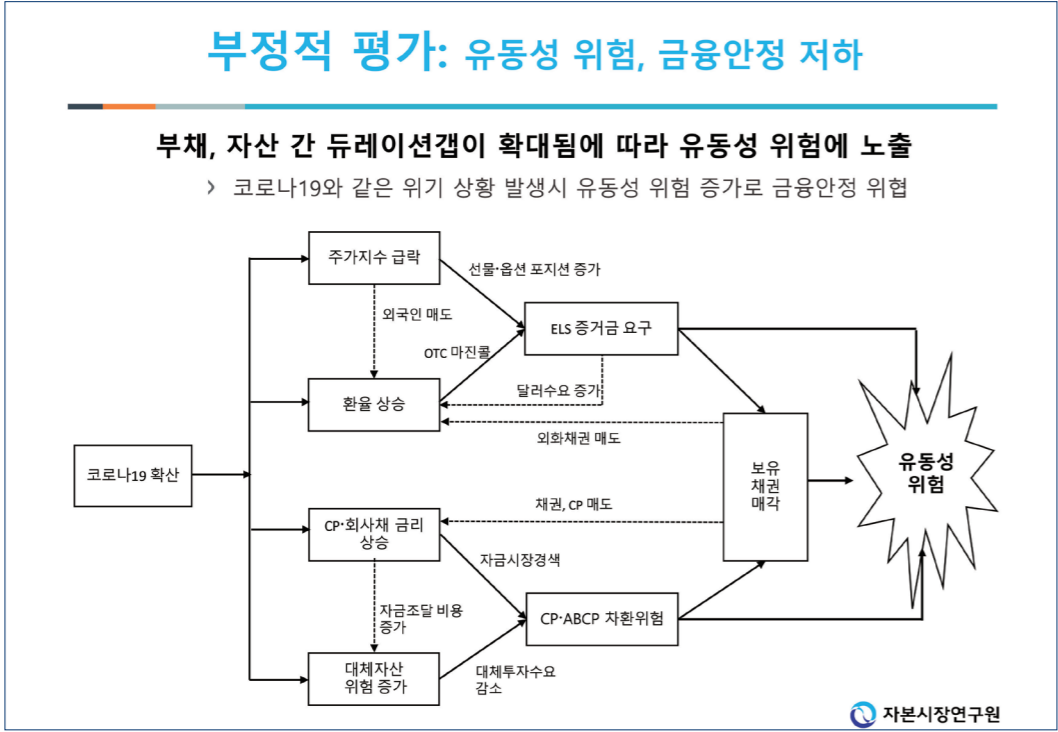 부정적 평가: 유동성 위험, 금융안정 저하
부채, 자산 간 듀레이션갭이 확대됨에 따라 유동성 위험에 노출
› 코로나19와 같은 위기 상황 발생시 유동성 위험 증가로 금융안정 위협
주가지수 급락
선물·옵션 포지션 증가
외국인 매도
ELS 증거금 요구
OTC 마진콜
달러수요 증가
환율 상승
외화채권 매도
코로나19 확산
보유
채권
매각
유동성
위험
채권, CP 매도
CP·회사채 금리
상승
자금시장경색
자금조달 비용
증가
CP·ABCP 차환위험
대체자산
위험 증가
대체투자수요
감소
자본시장연구원